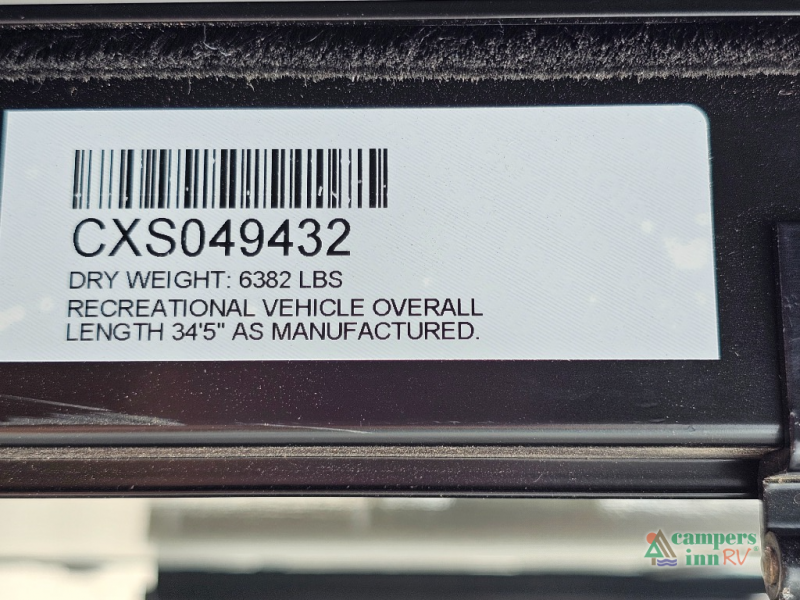 CXS049432
DRY WEIGHT: 6382 LBS
RECREATIONAL VEHICLE OVERALL
LENGTH 34'5" AS MANUFACTURED.
campers
inn RV